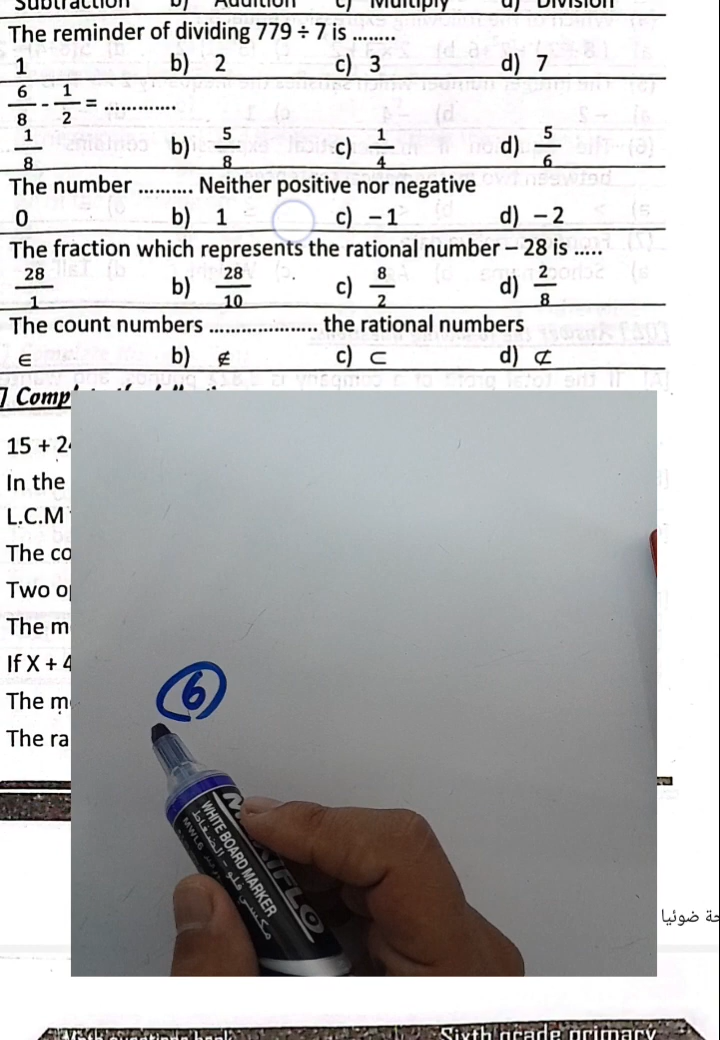 Subtraction b) Addition c) Multiply d) Division
The reminder of dividing 779 ÷ 7 is ........
1 b) 2 c) 3 d) 7
6/8 - 1/2 = .............
1/8 b) 5/8 c) 1/4 d) 5/6
The number .......... Neither positive nor negative
0 b) 1 c) – 1 d) – 2
The fraction which represents the rational number – 28 is .....
28/1 b) 28/10 c) 8/2 d) 2/8
The count numbers .................... the rational numbers
∈ b) ∉ c) ⊂ d) ⊄
15 + 2
In the
L.C.M
The co
Two o
The m
If X + 4
The m
The ra
6
WHITE BOARD MARKER
MWL6
ضوئيا
Sixth grade primary